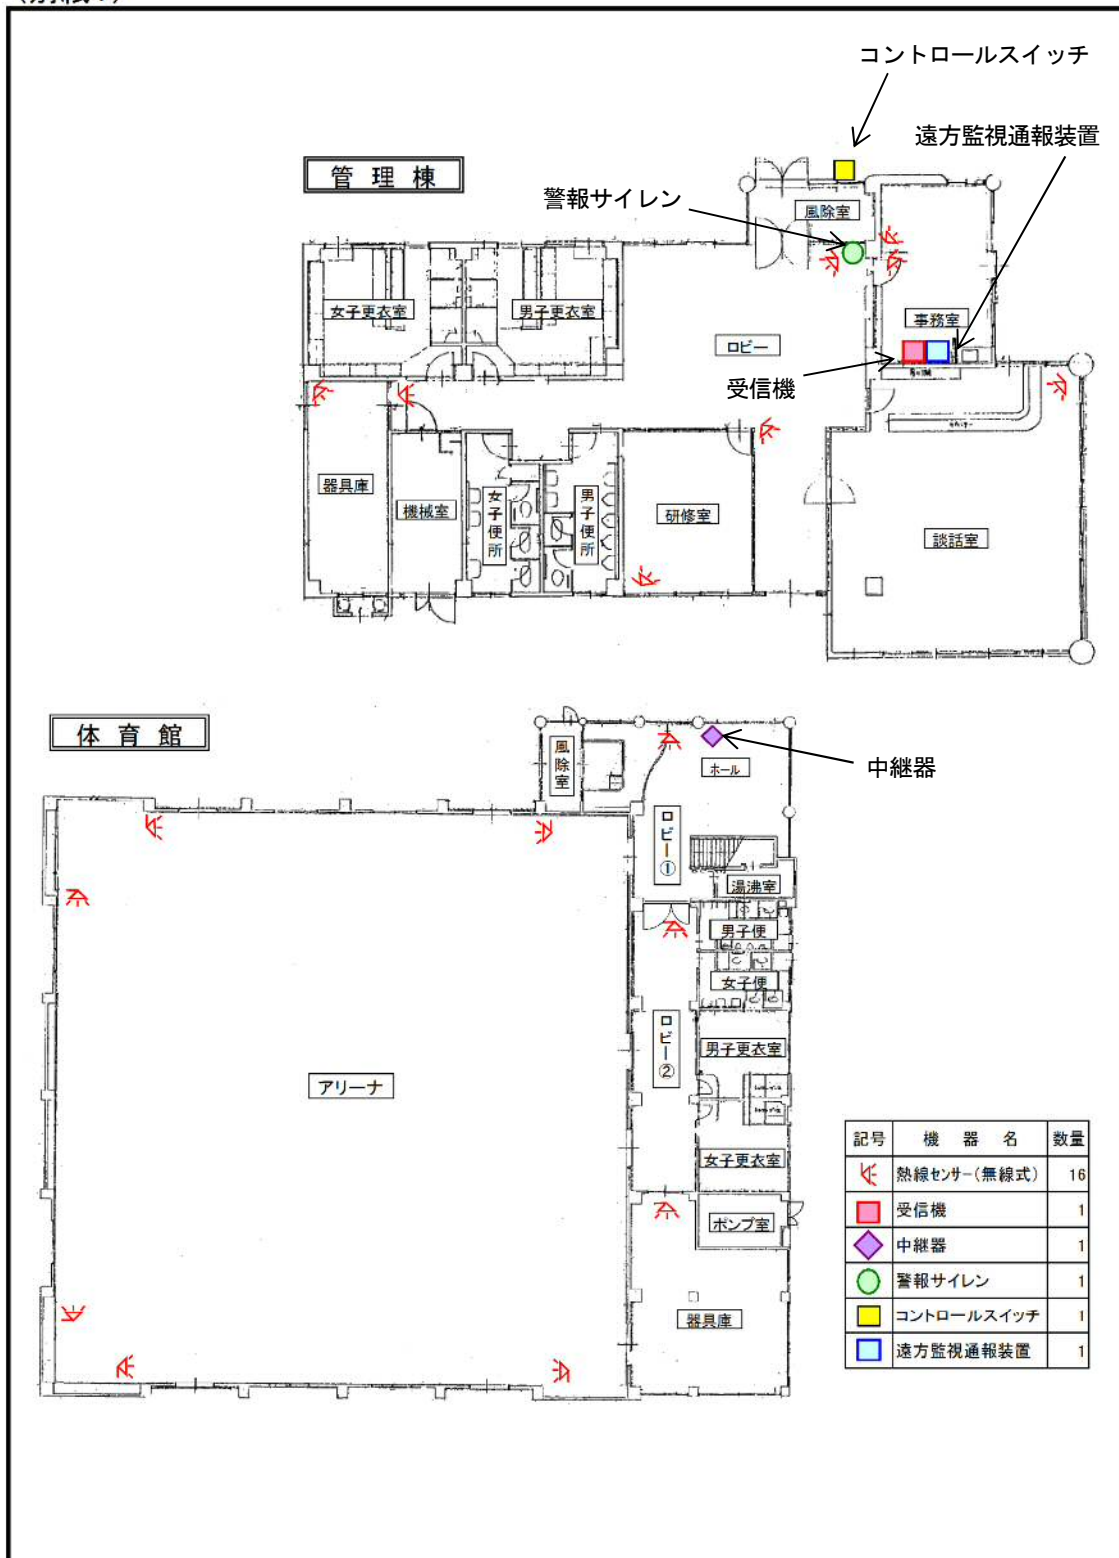 コントロールスイッチ
遠方監視通報装置
管理棟
警報サイレン
風除室
女子更衣室
男子更衣室
事務室
ロビー
受信機
器具庫
機械室
女子便所
男子便所
研修室
談話室
体育館
風除室
ホール
中継器
ロビー①
湯沸室
男子便
女子便
ロビー②
男子更衣室
アリーナ
女子更衣室
ポンプ室
器具庫
記号 機器名 数量
熱線センサー(無線式) 16
受信機 1
中継器 1
警報サイレン 1
コントロールスイッチ 1
遠方監視通報装置 1